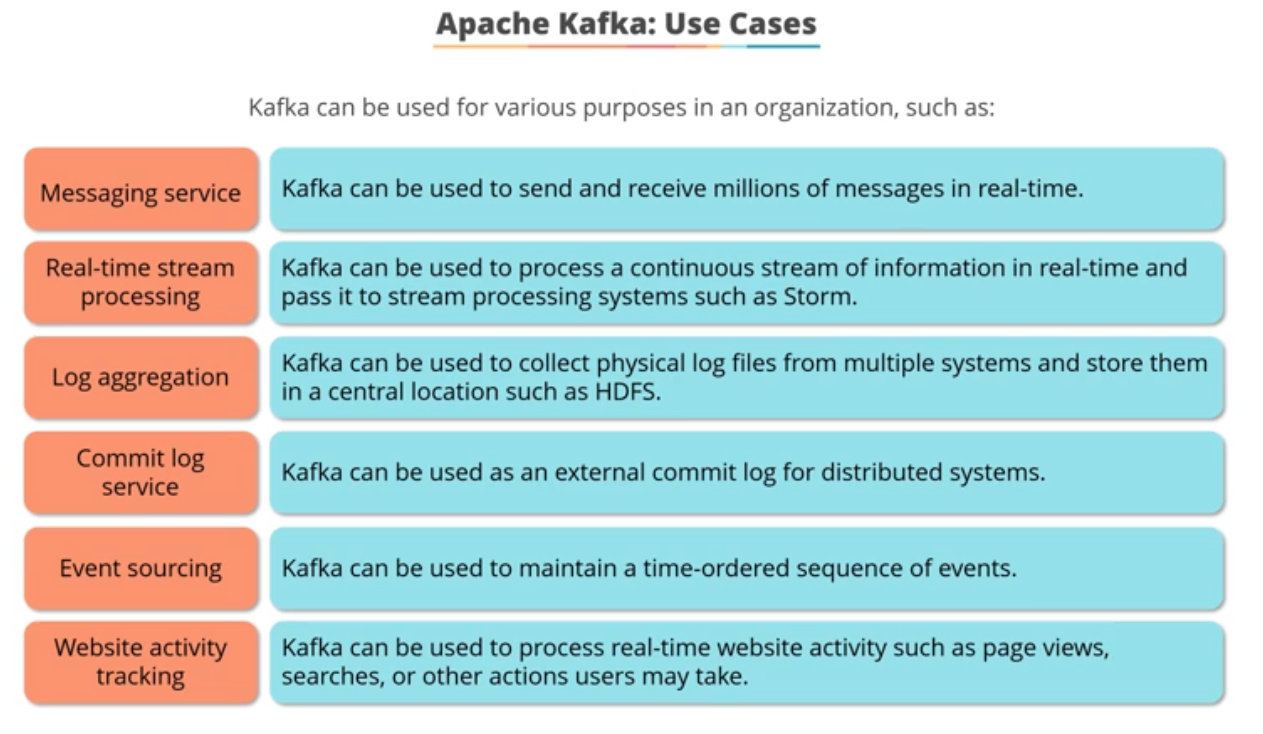 Apache Kafka: Use Cases
Kafka can be used for various purposes in an organization, such as:
Messaging service
Kafka can be used to send and receive millions of messages in real-time.
Real-time stream
processing
Kafka can be used to process a continuous stream of information in real-time and
pass it to stream processing systems such as Storm.
Log aggregation
Kafka can be used to collect physical log files from multiple systems and store them
in a central location such as HDFS.
Commit log
service
Kafka can be used as an external commit log for distributed systems.
Event sourcing
Kafka can be used to maintain a time-ordered sequence of events.
Website activity
tracking
Kafka can be used to process real-time website activity such as page views,
searches, or other actions users may take.